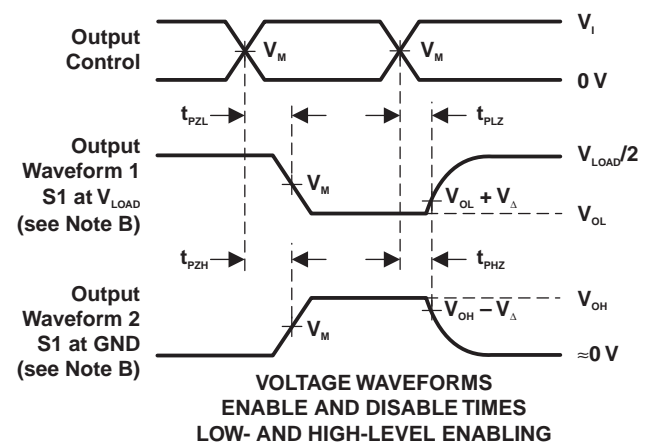 Output
Control
V_M
V_M
V_I
0 V
t_PZL
t_PLZ
Output
Waveform 1
S1 at V_LOAD
(see Note B)
V_M
V_OL + V_Δ
V_LOAD/2
V_OL
t_PZH
t_PHZ
Output
Waveform 2
S1 at GND
(see Note B)
V_M
V_OH – V_Δ
V_OH
≈0 V
VOLTAGE WAVEFORMS
ENABLE AND DISABLE TIMES
LOW- AND HIGH-LEVEL ENABLING